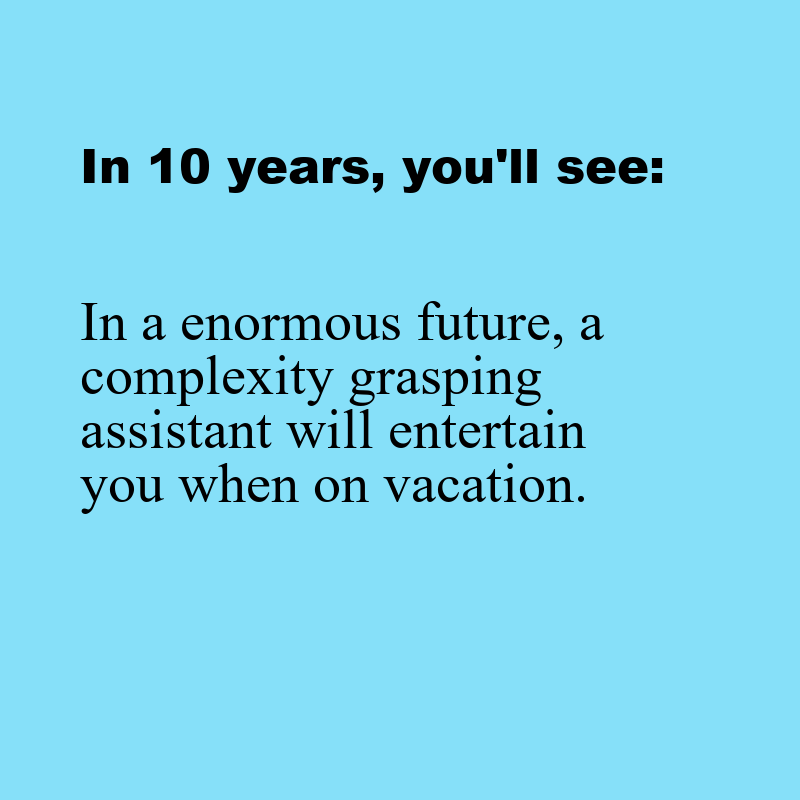 In 10 years, you'll see:
In a enormous future, a
complexity grasping
assistant will entertain
you when on vacation.